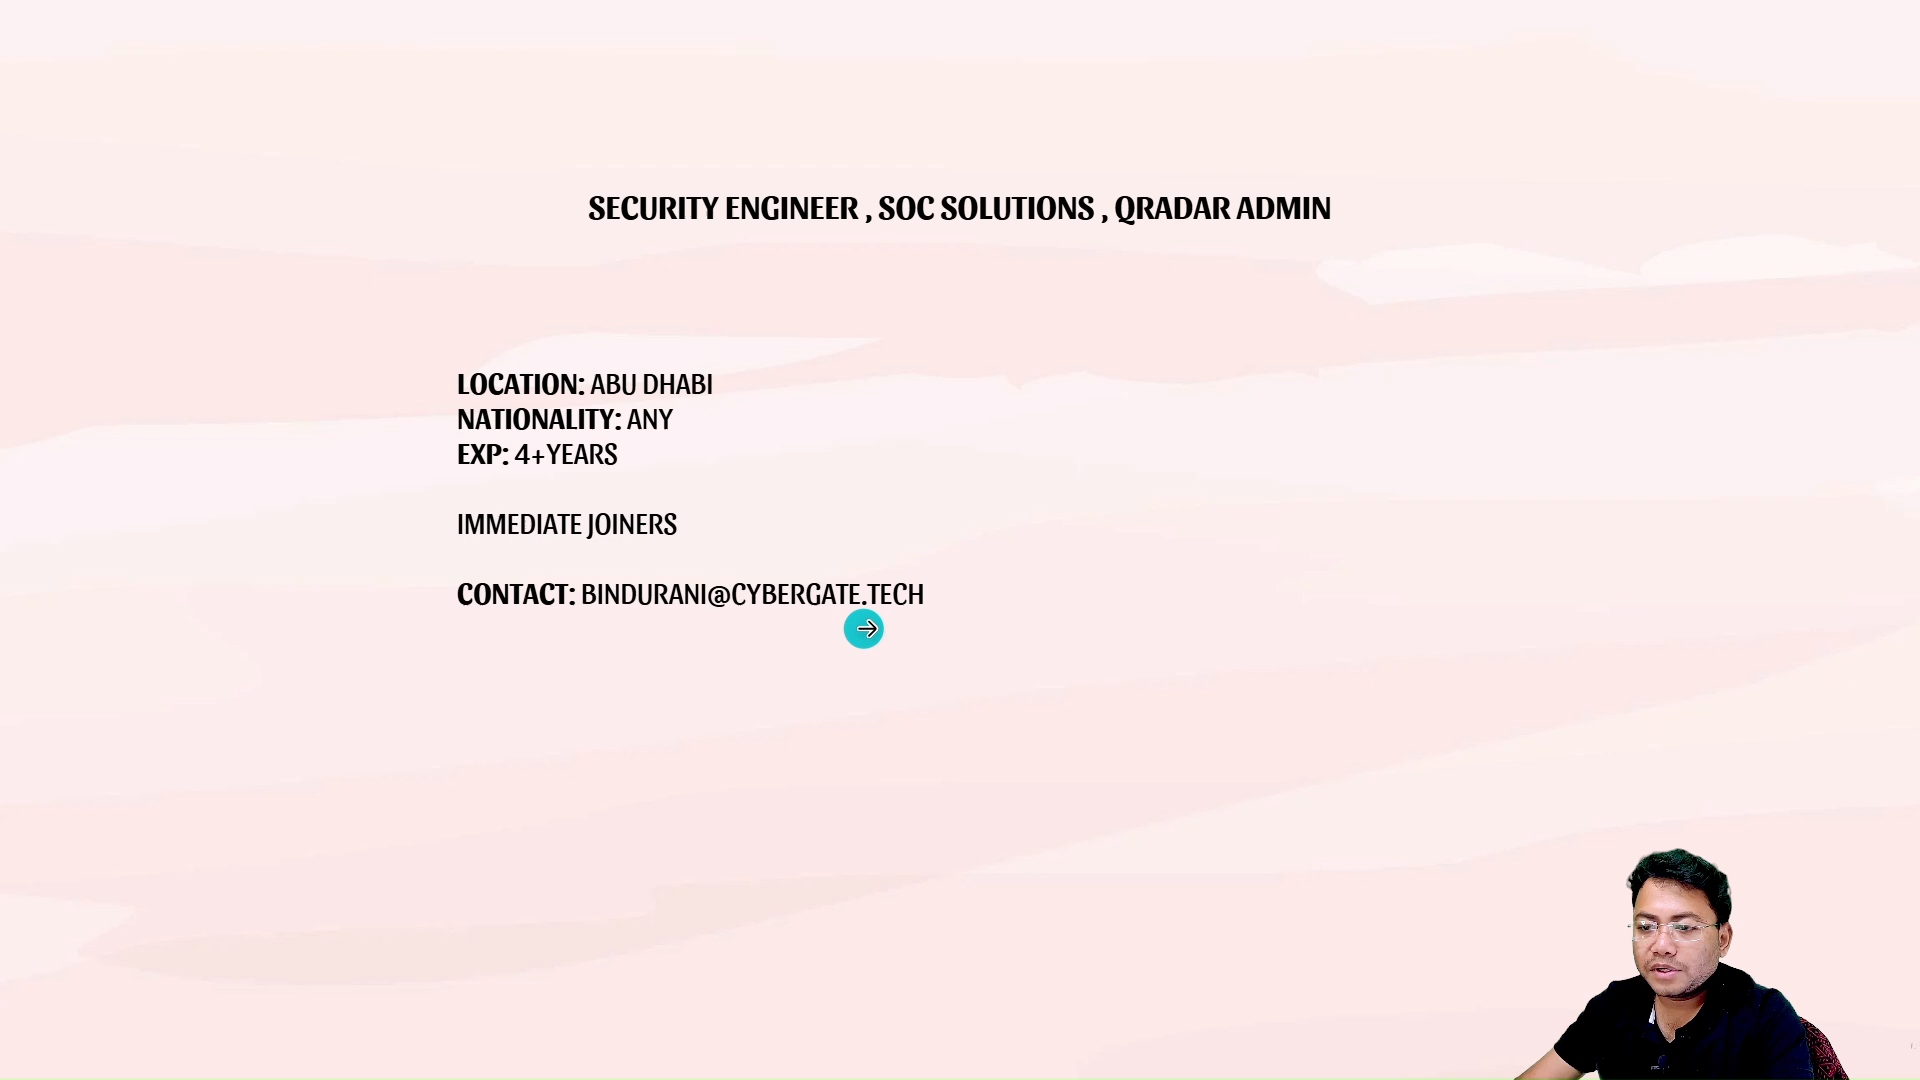 SECURITY ENGINEER , SOC SOLUTIONS , QRADAR ADMIN
LOCATION: ABU DHABI
NATIONALITY: ANY
EXP: 4+YEARS
IMMEDIATE JOINERS
CONTACT: BINDURANI@CYBERGATE.TECH